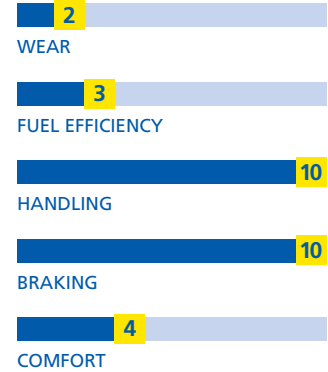 2
WEAR
3
FUEL EFFICIENCY
10
HANDLING
10
BRAKING
4
COMFORT